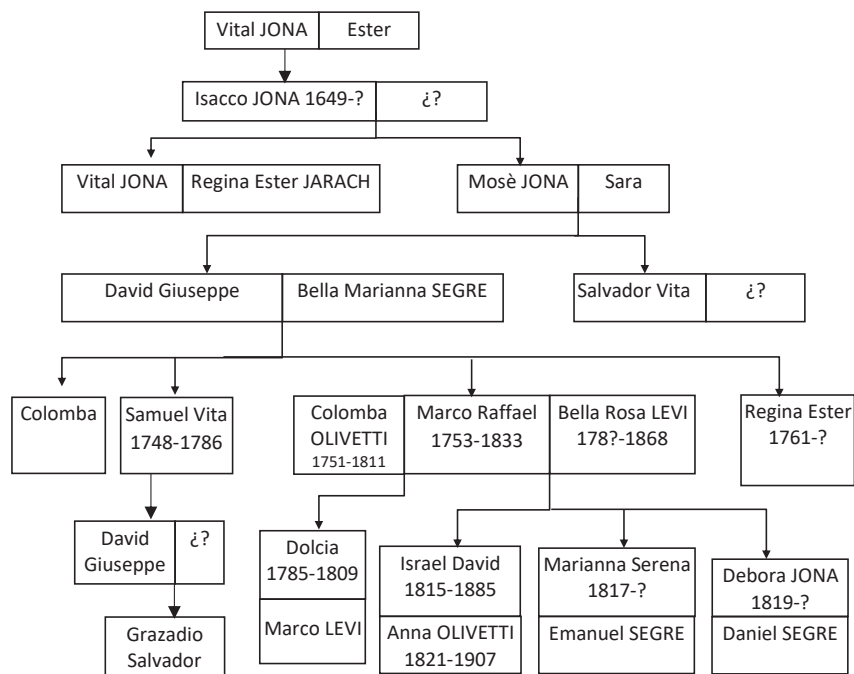 Vital JONA
Ester
Isacco JONA 1649-?
¿?
Vital JONA
Regina Ester JARACH
Mosè JONA
Sara
David Giuseppe
Bella Marianna SEGRE
Salvador Vita
¿?
Colomba
Samuel Vita
1748-1786
Colomba
OLIVETTI
1751-1811
Marco Raffael
1753-1833
Bella Rosa LEVI
178?-1868
Regina Ester
1761-?
David
Giuseppe
¿?
Dolcia
1785-1809
Israel David
1815-1885
Marianna Serena
1817-?
Debora JONA
1819-?
Grazadio
Salvador
Marco LEVI
Anna OLIVETTI
1821-1907
Emanuel SEGRE
Daniel SEGRE